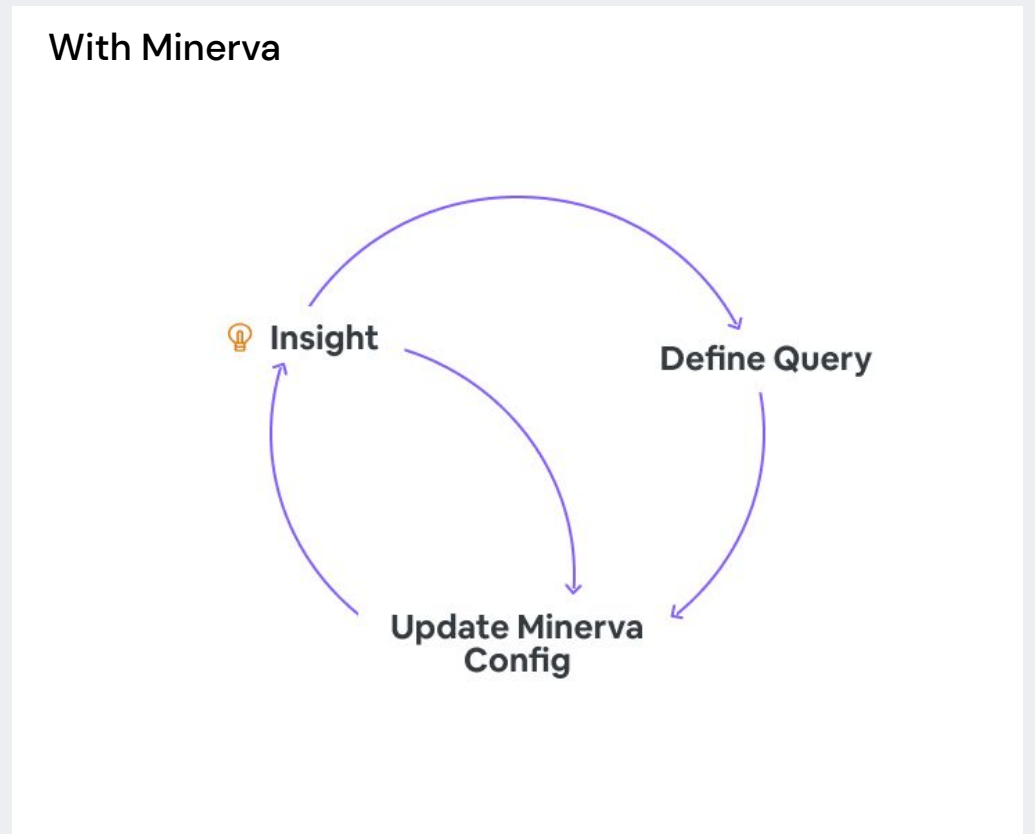 With Minerva
Insight
Define Query
Update Minerva
Config